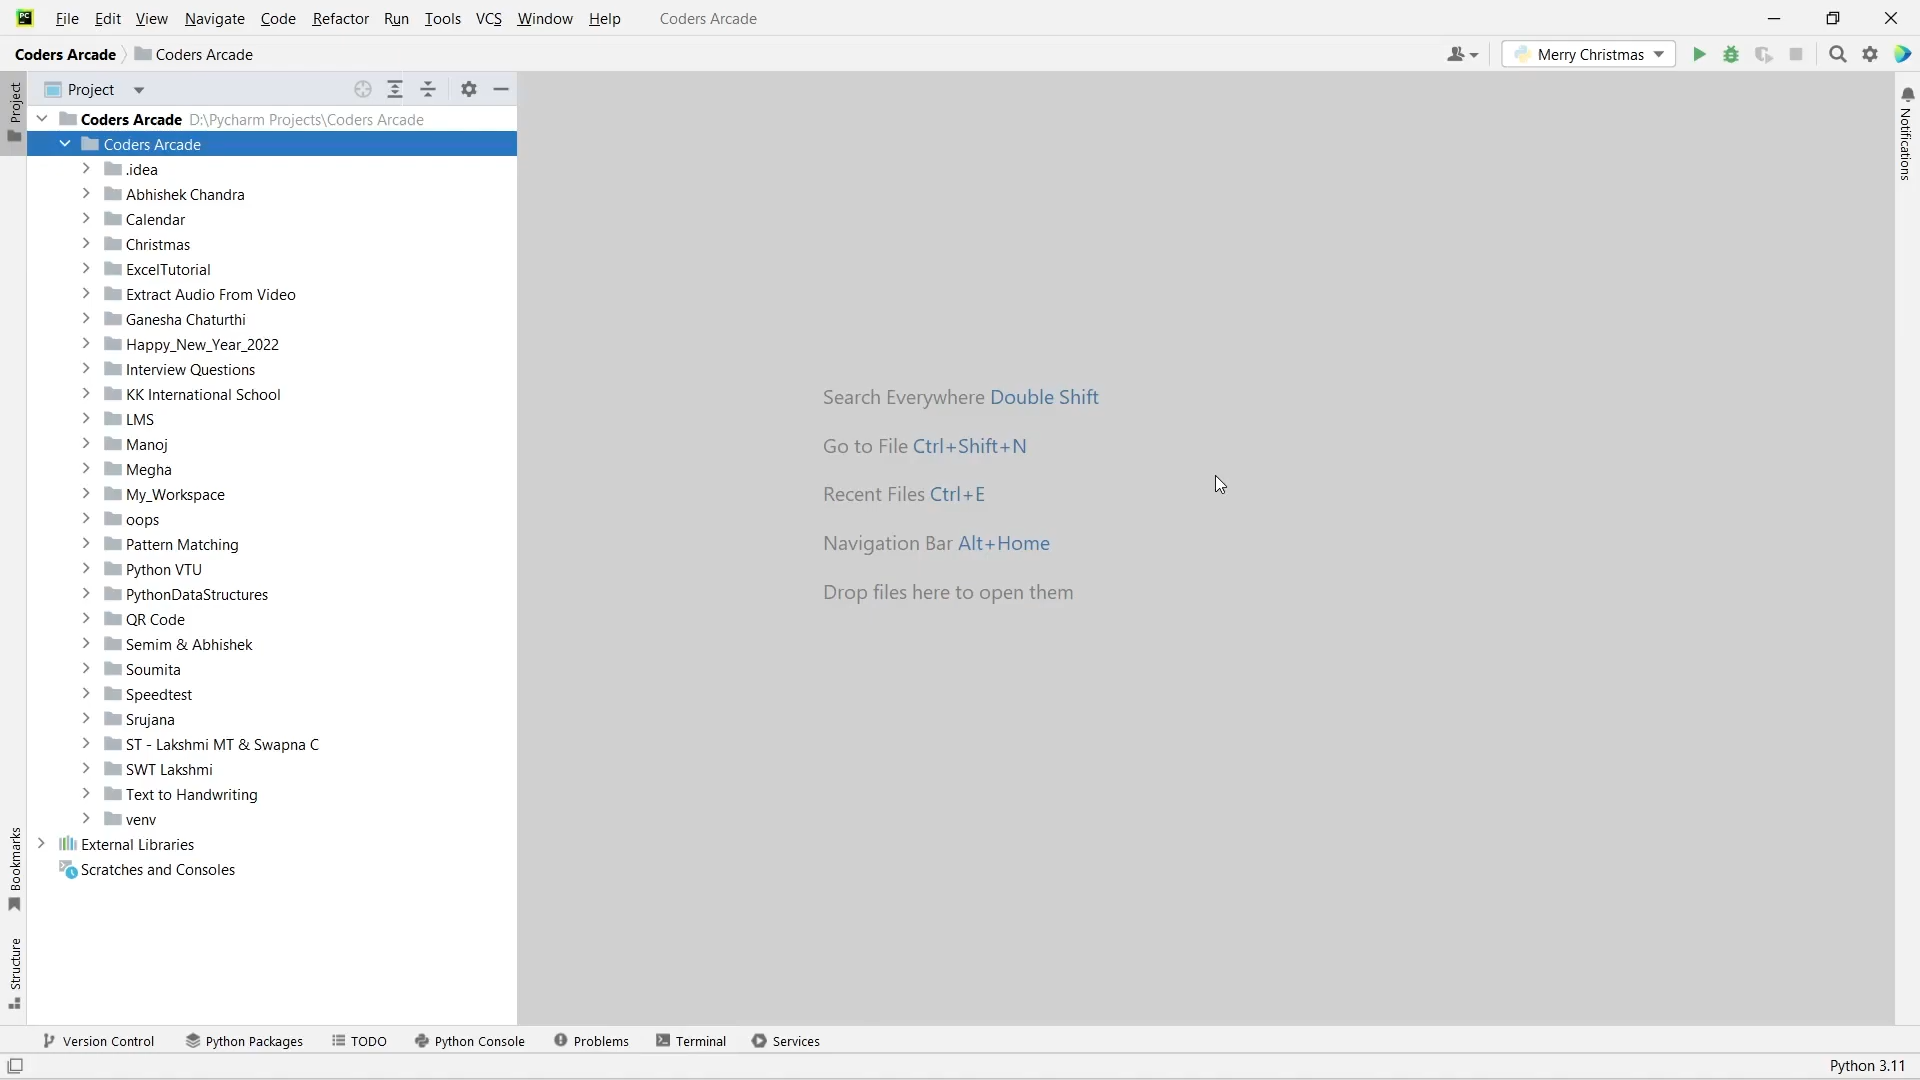 PC File Edit View Navigate Code Refactor Run Tools VCS Window Help Coders Arcade
Coders Arcade Coders Arcade Merry Christmas
Project
Project
Coders Arcade D:\Pycharm Projects\Coders Arcade
Coders Arcade
.idea
Abhishek Chandra
Calendar
Christmas
ExcelTutorial
Extract Audio From Video
Ganesha Chaturthi
Happy_New_Year_2022
Interview Questions
KK International School
LMS
Manoj
Megha
My_Workspace
oops
Pattern Matching
Python VTU
PythonDataStructures
QR Code
Semim & Abhishek
Soumita
Speedtest
Srujana
ST - Lakshmi MT & Swapna C
SWT Lakshmi
Text to Handwriting
venv
External Libraries
Scratches and Consoles
Bookmarks
Structure
Search Everywhere Double Shift
Go to File Ctrl+Shift+N
Recent Files Ctrl+E
Navigation Bar Alt+Home
Drop files here to open them
Notifications
Version Control Python Packages TODO Python Console Problems Terminal Services
Python 3.11